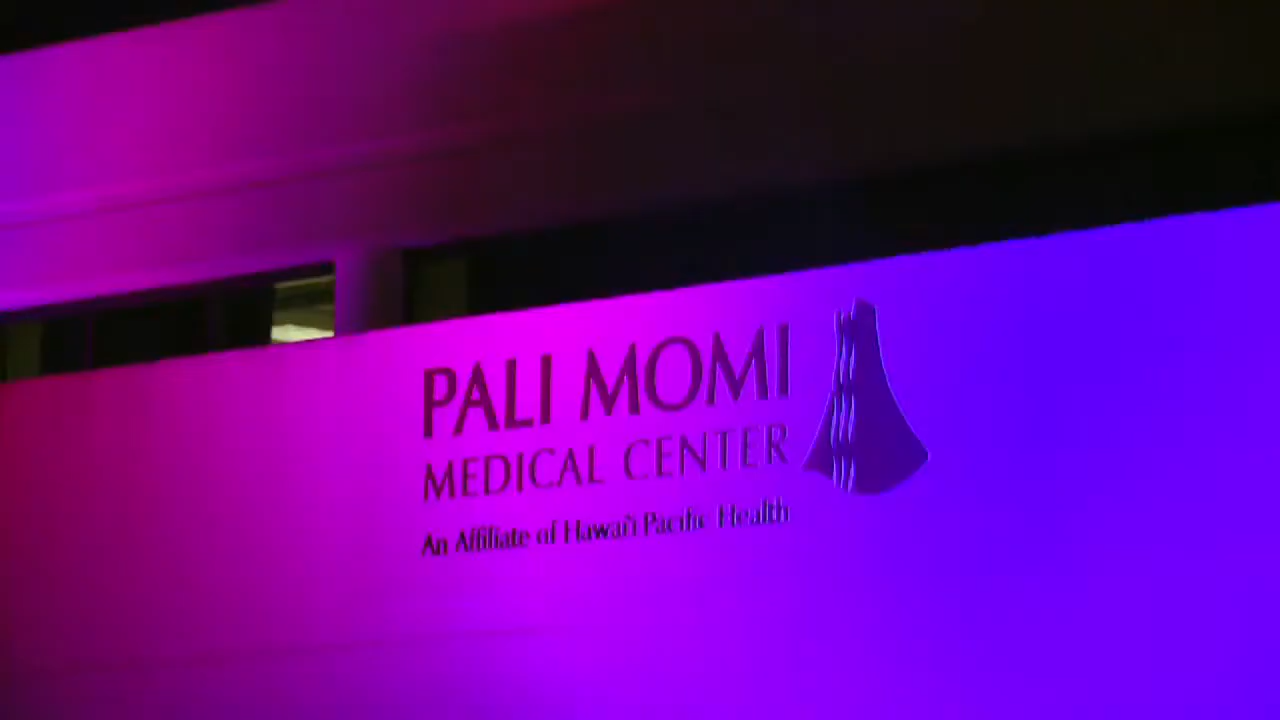 PALI MOMI
MEDICAL CENTER
An Affiliate of Hawai'i Pacific Health